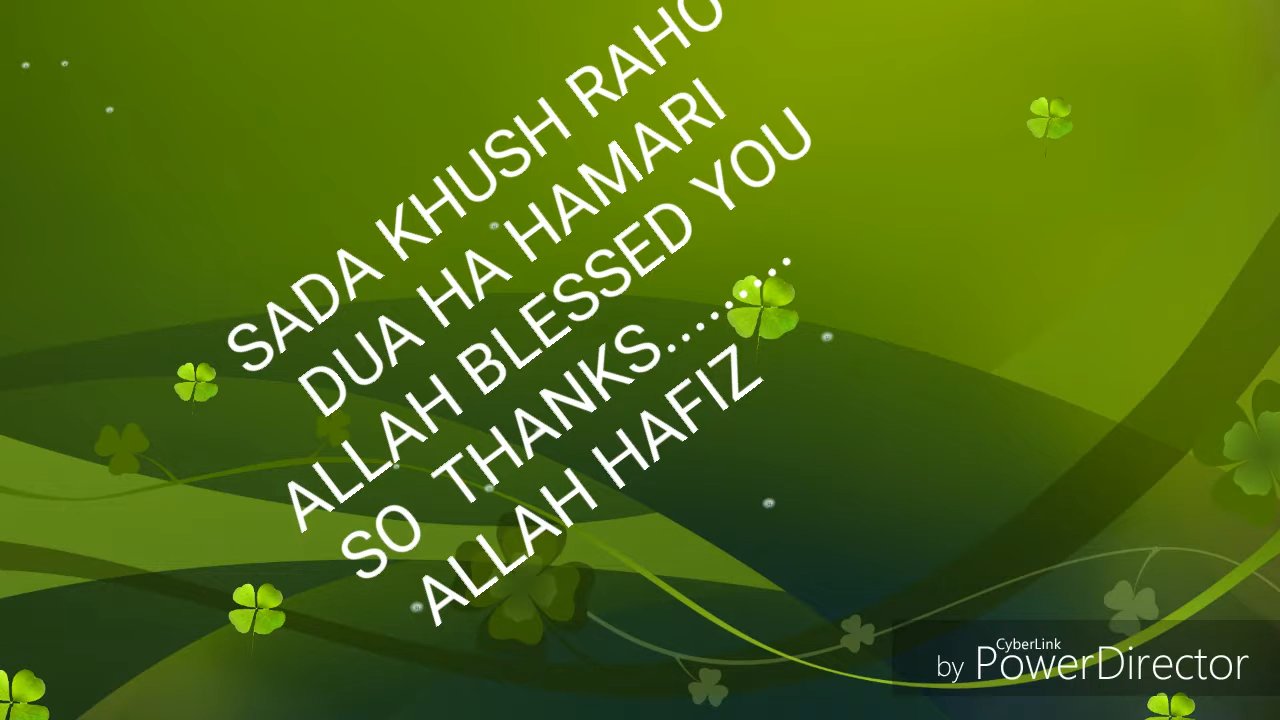 SADA KHUSH RAHO
DUA HA HAMARI
ALLAH BLESSED YOU
SO THANKS.........
ALLAH HAFIZ
CyberLink
by PowerDirector